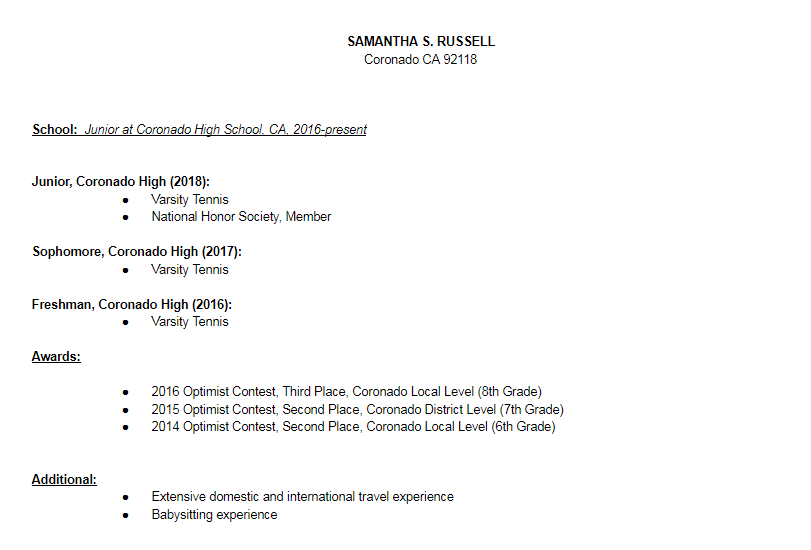 SAMANTHA S. RUSSELL
Coronado CA 92118
School: Junior at Coronado High School, CA, 2016-present
Junior, Coronado High (2018):
● Varsity Tennis
● National Honor Society, Member
Sophomore, Coronado High (2017):
● Varsity Tennis
Freshman, Coronado High (2016):
● Varsity Tennis
Awards:
● 2016 Optimist Contest, Third Place, Coronado Local Level (8th Grade)
● 2015 Optimist Contest, Second Place, Coronado District Level (7th Grade)
● 2014 Optimist Contest, Second Place, Coronado Local Level (6th Grade)
Additional:
● Extensive domestic and international travel experience
● Babysitting experience